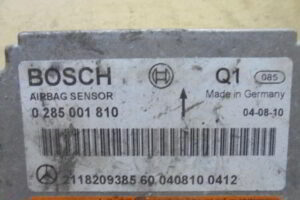 BOSCH Q1 085
AIRBAG SENSOR Made in Germany
0 285 001 810 04-08-10
2118209385 60 040810 0412